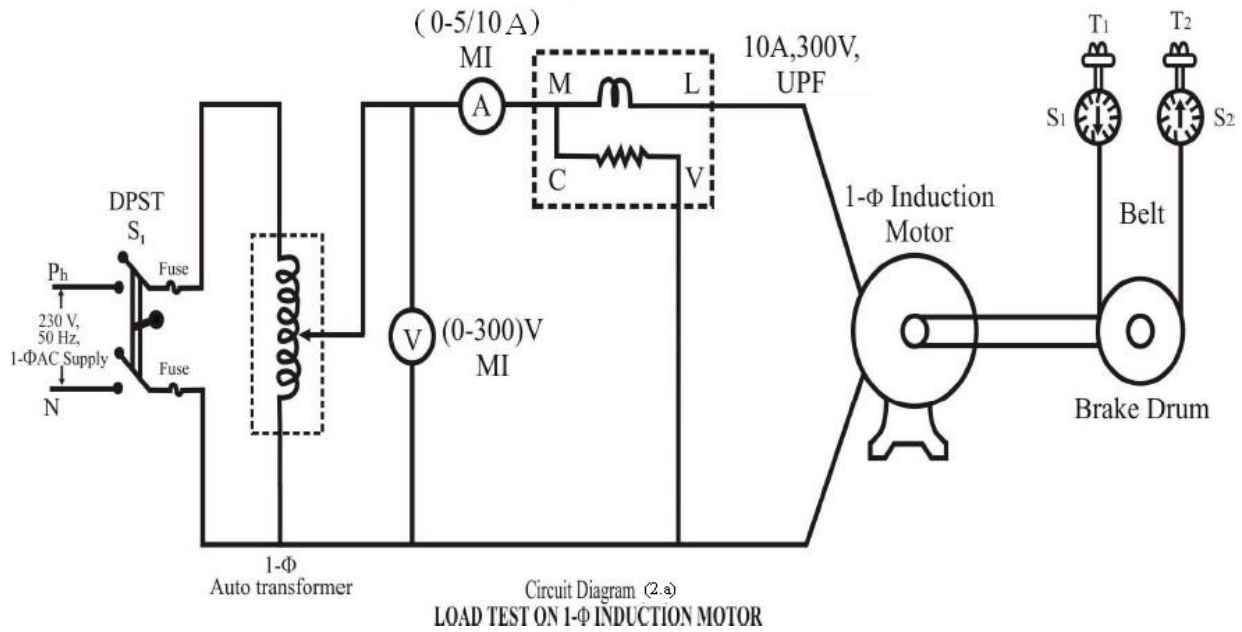 (0-5/10A)
MI
A
M
L
C
V
10A,300V,
UPF
T1
T2
S1
S2
Belt
1-Φ Induction
Motor
Brake Drum
DPST
S1
Fuse
Ph
230 V,
50 Hz,
1-ΦAC Supply
Fuse
N
V
(0-300)V
MI
1-Φ
Auto transformer
Circuit Diagram (2.a)
LOAD TEST ON 1-Φ INDUCTION MOTOR